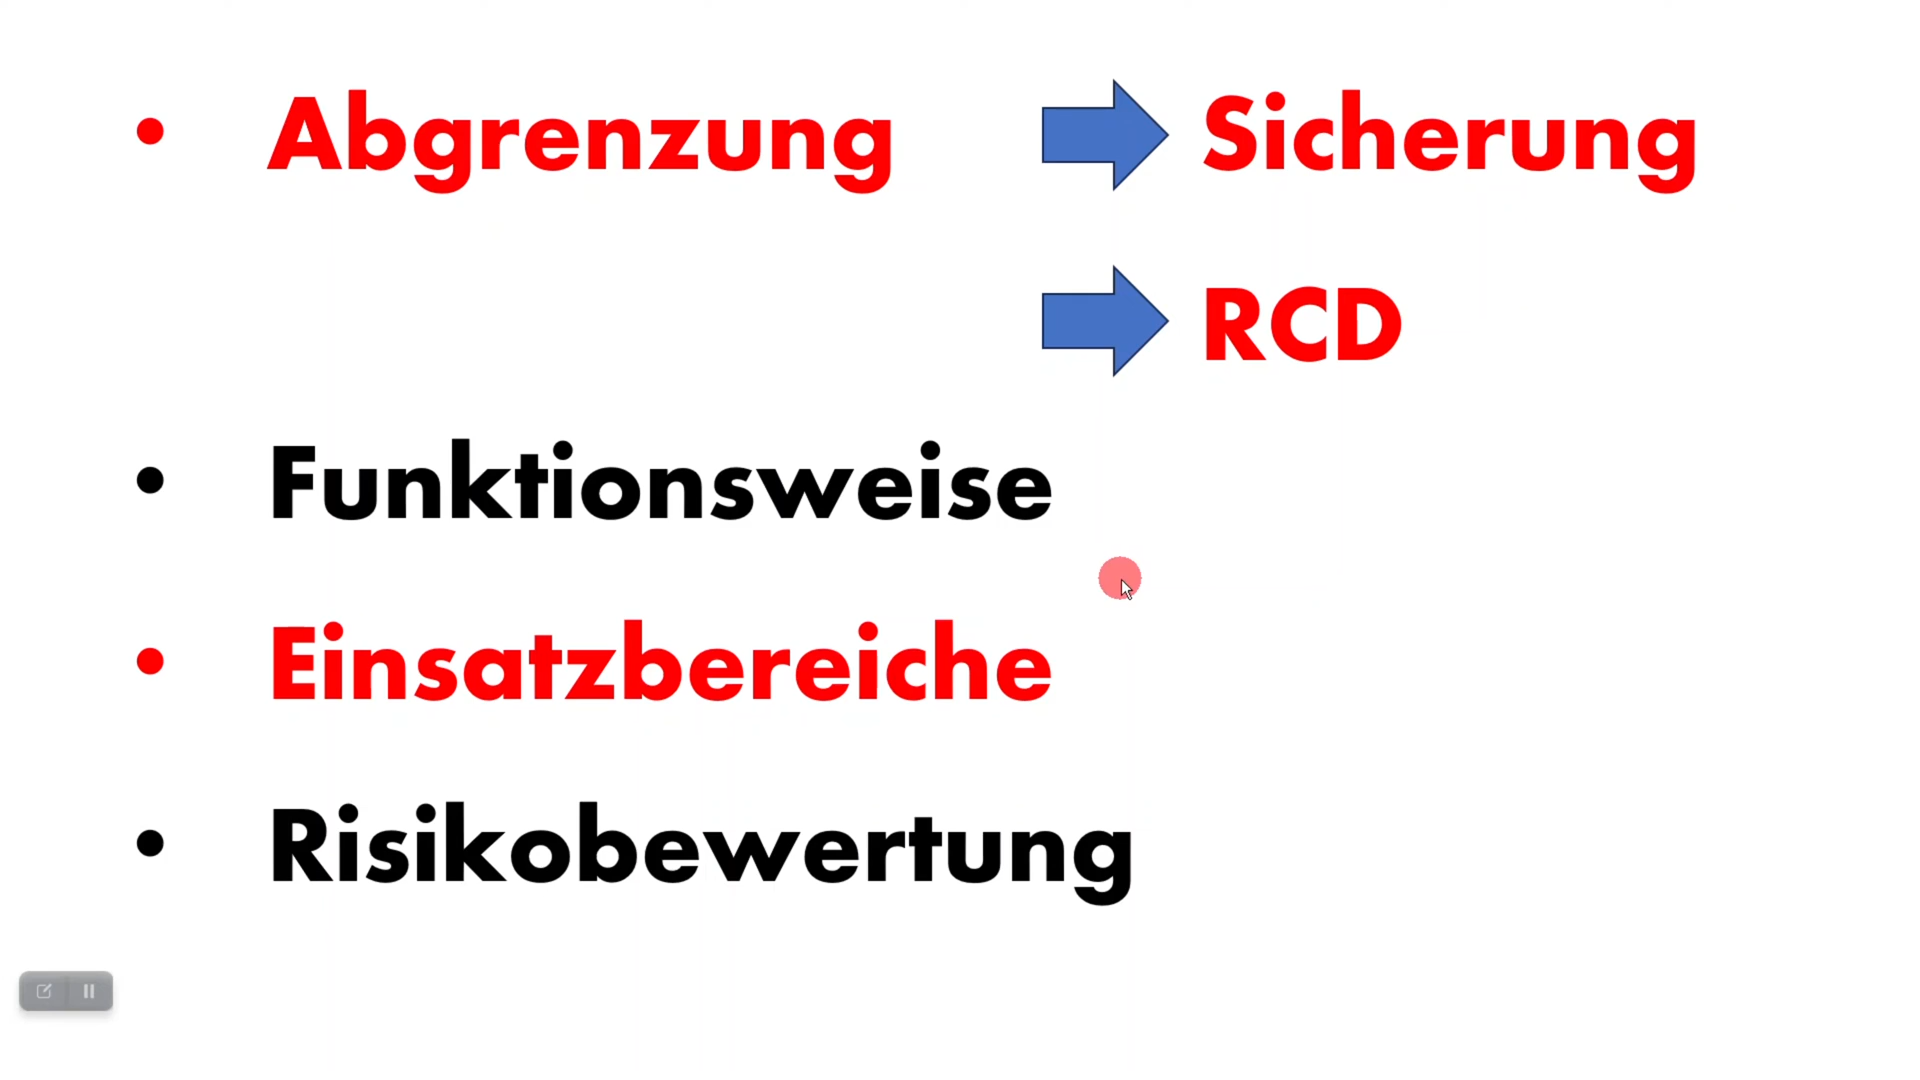 • Abgrenzung Sicherung
RCD
• Funktionsweise
• Einsatzbereiche
• Risikobewertung